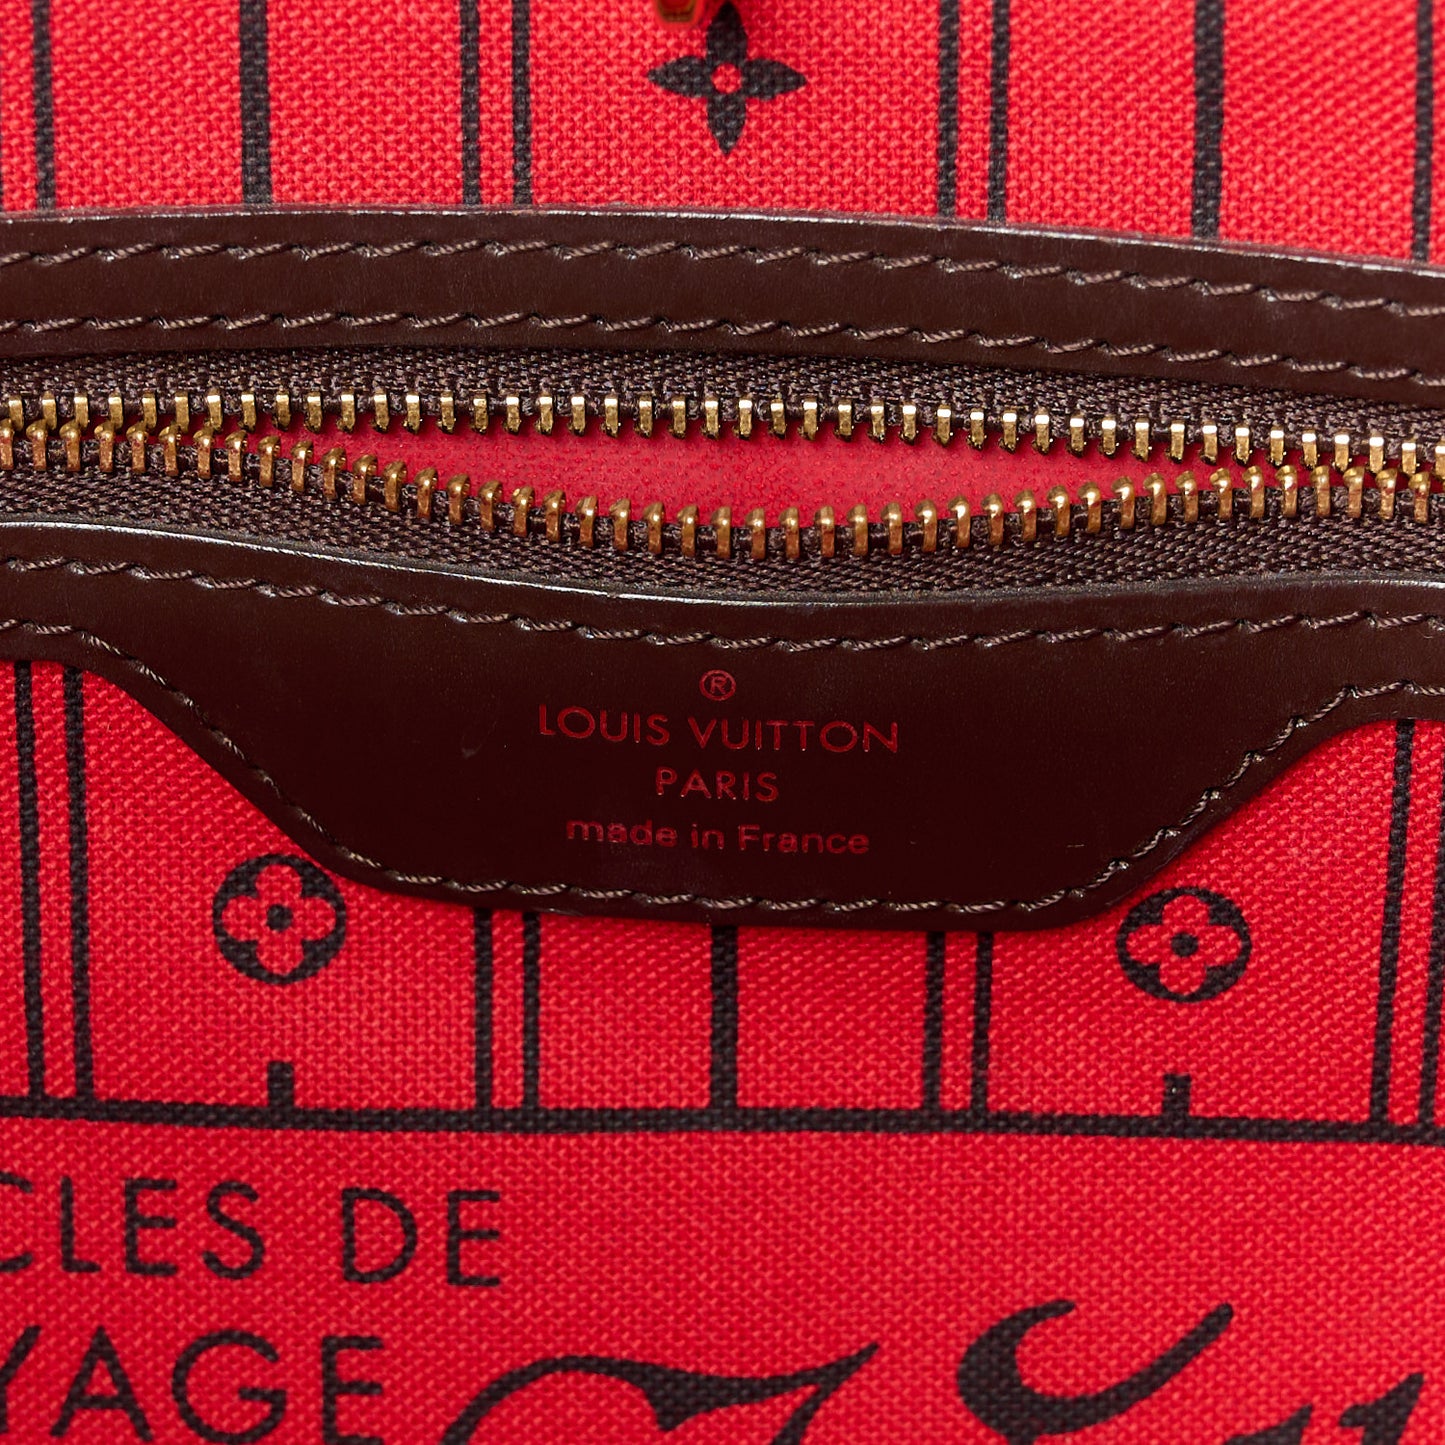 ®
LOUIS VUITTON
PARIS
made in France
CLES DE
YAGE